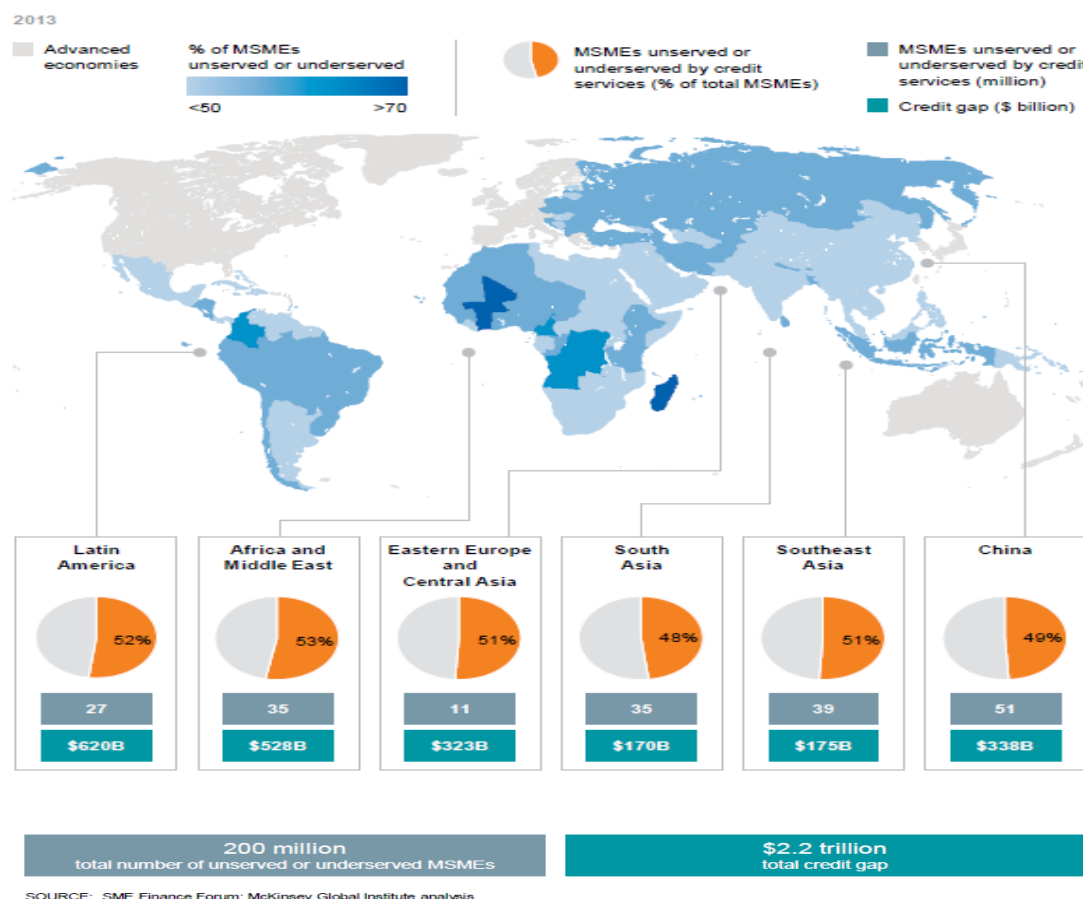 2013
Advanced
economies
% of MSMEs
unserved or underserved
<50 >70
MSMEs unserved or
underserved by credit
services (% of total MSMEs)
MSMEs unserved or
underserved by credit
services (million)
Credit gap ($ billion)
Latin
America
52%
27
$620B
Africa and
Middle East
53%
35
$528B
Eastern Europe
and
Central Asia
51%
11
$323B
South
Asia
48%
35
$170B
Southeast
Asia
51%
39
$175B
China
49%
51
$338B
200 million
total number of unserved or underserved MSMEs
$2.2 trillion
total credit gap
SOURCE: SME Finance Forum; McKinsey Global Institute analysis